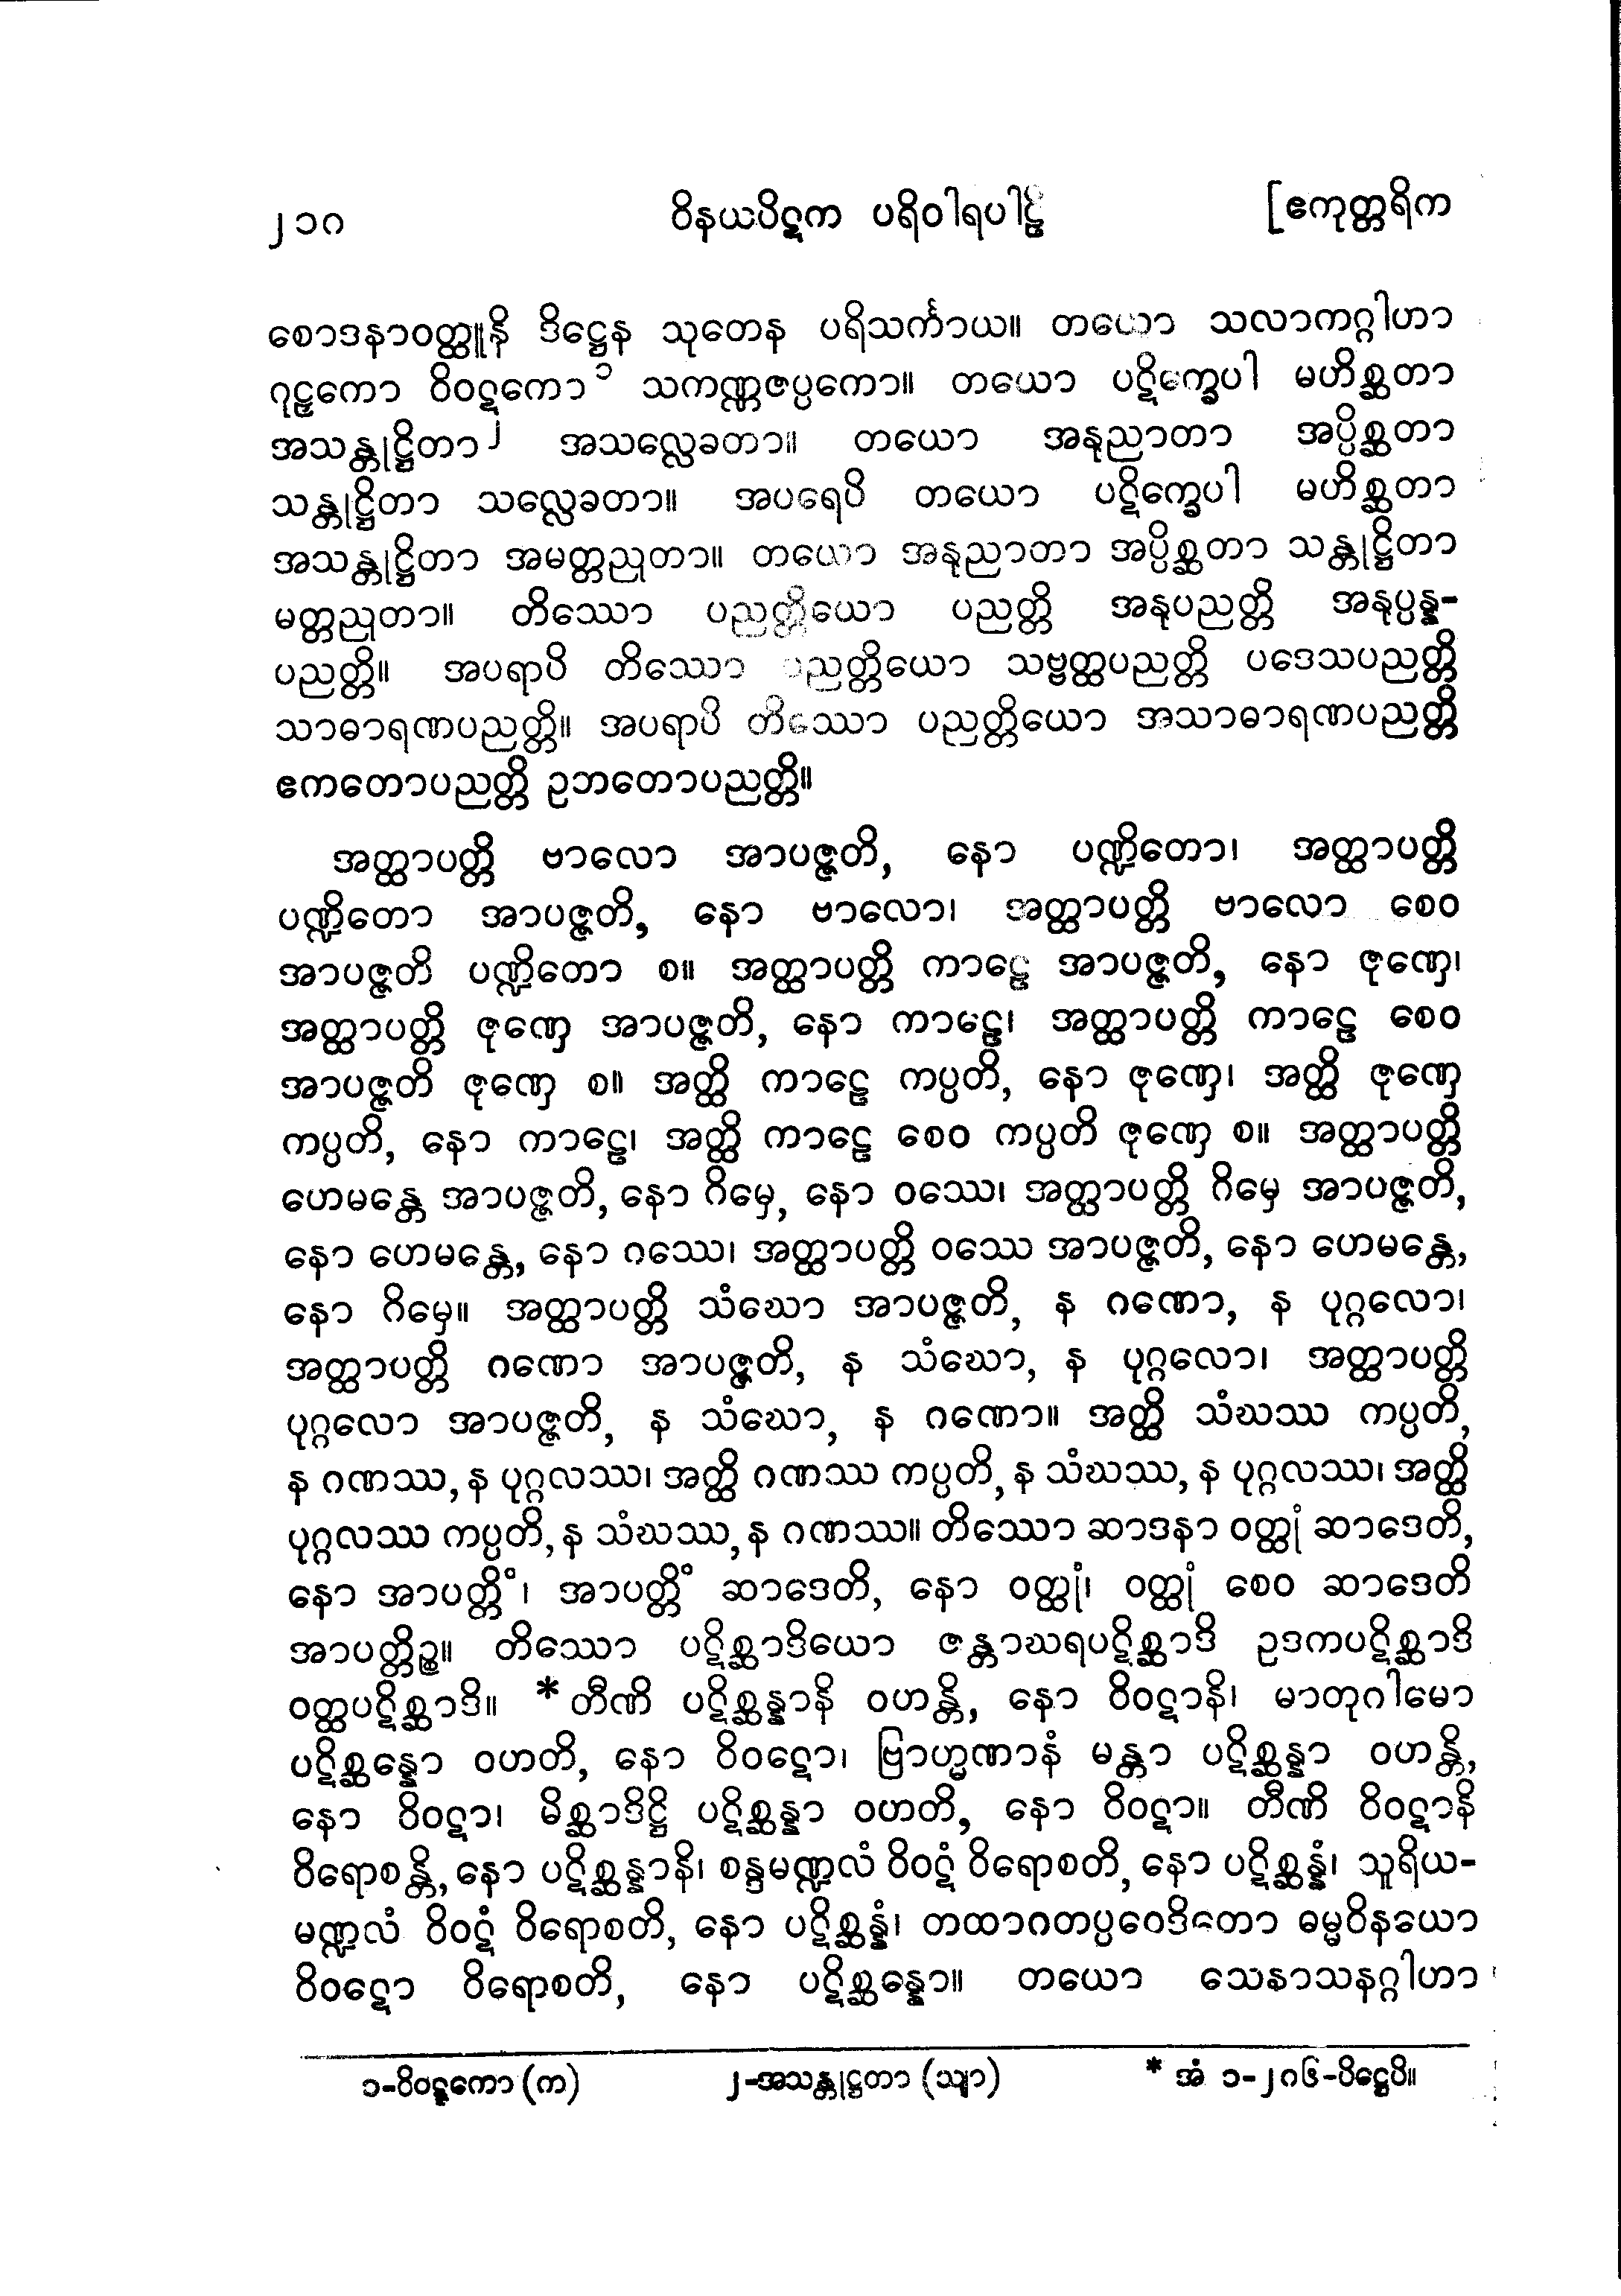 ၂၁၀ ဝိနယပိဋက ပရိဝါရပါဠိ [ဧကုတ္တရိက
စောဒနာဝတ္ထူနိ ဒိဋ္ဌေန သုတေန ပရိသင်္ကာယ။ တယော သလာကဂ္ဂါဟာ
ဂုဠှကော ဝိဝဋကော ၁ သကဏ္ဏဇပ္ပကော။ တယော ပဋိက္ခေပါ မဟိစ္ဆတာ
အသန္တုဋ္ဌိတာ ၂ အသလ္လေခတာ။ တယော အနုညာတာ အပ္ပိစ္ဆတာ
သန္တုဋ္ဌိတာ သလ္လေခတာ။ အပရေပိ တယော ပဋိက္ခေပါ မဟိစ္ဆတာ
အသန္တုဋ္ဌိတာ အမတ္တညုတာ။ တယော အနုညာတာ အပ္ပိစ္ဆတာ သန္တုဋ္ဌိတာ
မတ္တညုတာ။ တိဿော ပညတ္တိယော ပညတ္တိ အနုပညတ္တိ အနုပ္ပန္န-
ပညတ္တိ။ အပရာပိ တိဿော ပညတ္တိယော သဗ္ဗတ္ထပညတ္တိ ပဒေသပညတ္တိ
သာဓာရဏပညတ္တိ။ အပရာပိ တိဿော ပညတ္တိယော အသာဓာရဏပညတ္တိ
ဧကတောပညတ္တိ ဥဘတောပညတ္တိ။
အတ္ထာပတ္တိ ဗာလော အာပဇ္ဇတိ, နော ပဏ္ဍိတော၊ အတ္ထာပတ္တိ
ပဏ္ဍိတော အာပဇ္ဇတိ, နော ဗာလော၊ အတ္ထာပတ္တိ ဗာလော စေဝ
အာပဇ္ဇတိ ပဏ္ဍိတော စ။ အတ္ထာပတ္တိ ကာဠေ အာပဇ္ဇတိ, နော ဇုဏှေ၊
အတ္ထာပတ္တိ ဇုဏှေ အာပဇ္ဇတိ, နော ကာဠေ၊ အတ္ထာပတ္တိ ကာဠေ စေဝ
အာပဇ္ဇတိ ဇုဏှေ စ။ အတ္ထိ ကာဠေ ကပ္ပတိ, နော ဇုဏှေ၊ အတ္ထိ ဇုဏှေ
ကပ္ပတိ, နော ကာဠေ၊ အတ္ထိ ကာဠေ စေဝ ကပ္ပတိ ဇုဏှေ စ။ အတ္ထာပတ္တိ
ဟေမန္တေ အာပဇ္ဇတိ, နော ဂိမှေ, နော ဝဿေ၊ အတ္ထာပတ္တိ ဂိမှေ အာပဇ္ဇတိ,
နော ဟေမန္တေ, နော ဂဿေ၊ အတ္ထာပတ္တိ ဝဿေ အာပဇ္ဇတိ, နော ဟေမန္တေ,
နော ဂိမှေ။ အတ္ထာပတ္တိ သံဃော အာပဇ္ဇတိ, န ဂဏော, န ပုဂ္ဂလော၊
အတ္ထာပတ္တိ ဂဏော အာပဇ္ဇတိ, န သံဃော, န ပုဂ္ဂလော၊ အတ္ထာပတ္တိ
ပုဂ္ဂလော အာပဇ္ဇတိ, န သံဃော, န ဂဏော။ အတ္ထိ သံဃဿ ကပ္ပတိ,
န ဂဏဿ, န ပုဂ္ဂလဿ၊ အတ္ထိ ဂဏဿ ကပ္ပတိ, န သံဃဿ, န ပုဂ္ဂလဿ၊ အတ္ထိ
ပုဂ္ဂလဿ ကပ္ပတိ, န သံဃဿ, န ဂဏဿ။ တိဿော ဆာဒနာ ဝတ္ထုံ ဆာဒေတိ,
နော အာပတ္တိံ၊ အာပတ္တိံ ဆာဒေတိ, နော ဝတ္ထုံ၊ ဝတ္ထုံ စေဝ ဆာဒေတိ
အာပတ္တိဉ္စ။ တိဿော ပဋိစ္ဆာဒိယော ဇန္တာဃရပဋိစ္ဆာဒိ ဥဒကပဋိစ္ဆာဒိ
ဝတ္ထပဋိစ္ဆာဒိ။ * တီဏိ ပဋိစ္ဆန္နာနိ ဝဟန္တိ, နော ဝိဝဋာနိ၊ မာတုဂါမော
ပဋိစ္ဆန္နော ဝဟတိ, နော ဝိဝဋော၊ ဗြာဟ္မဏာနံ မန္တာ ပဋိစ္ဆန္နာ ဝဟန္တိ,
နော ဝိဝဋာ၊ မိစ္ဆာဒိဋ္ဌိ ပဋိစ္ဆန္နာ ဝဟတိ, နော ဝိဝဋာ။ တီဏိ ဝိဝဋာနိ
ဝိရောစန္တိ, နော ပဋိစ္ဆန္နာနိ၊ စန္ဒမဏ္ဍလံ ဝိဝဋံ ဝိရောစတိ, နော ပဋိစ္ဆန္နံ၊ သူရိယ-
မဏ္ဍလံ ဝိဝဋံ ဝိရောစတိ, နော ပဋိစ္ဆန္နံ၊ တထာဂတပ္ပဝေဒိတော ဓမ္မဝိနယော
ဝိဝဋော ဝိရောစတိ, နော ပဋိစ္ဆန္နော။ တယော သေနာသနဂ္ဂါဟာ
၁-ဝိဝဋ္ဋကော (က) ၂-အသန္တုဋ္ဌတာ (သျာ) * အံ ၁-၂၈၆-ပိဋ္ဌေပိ။